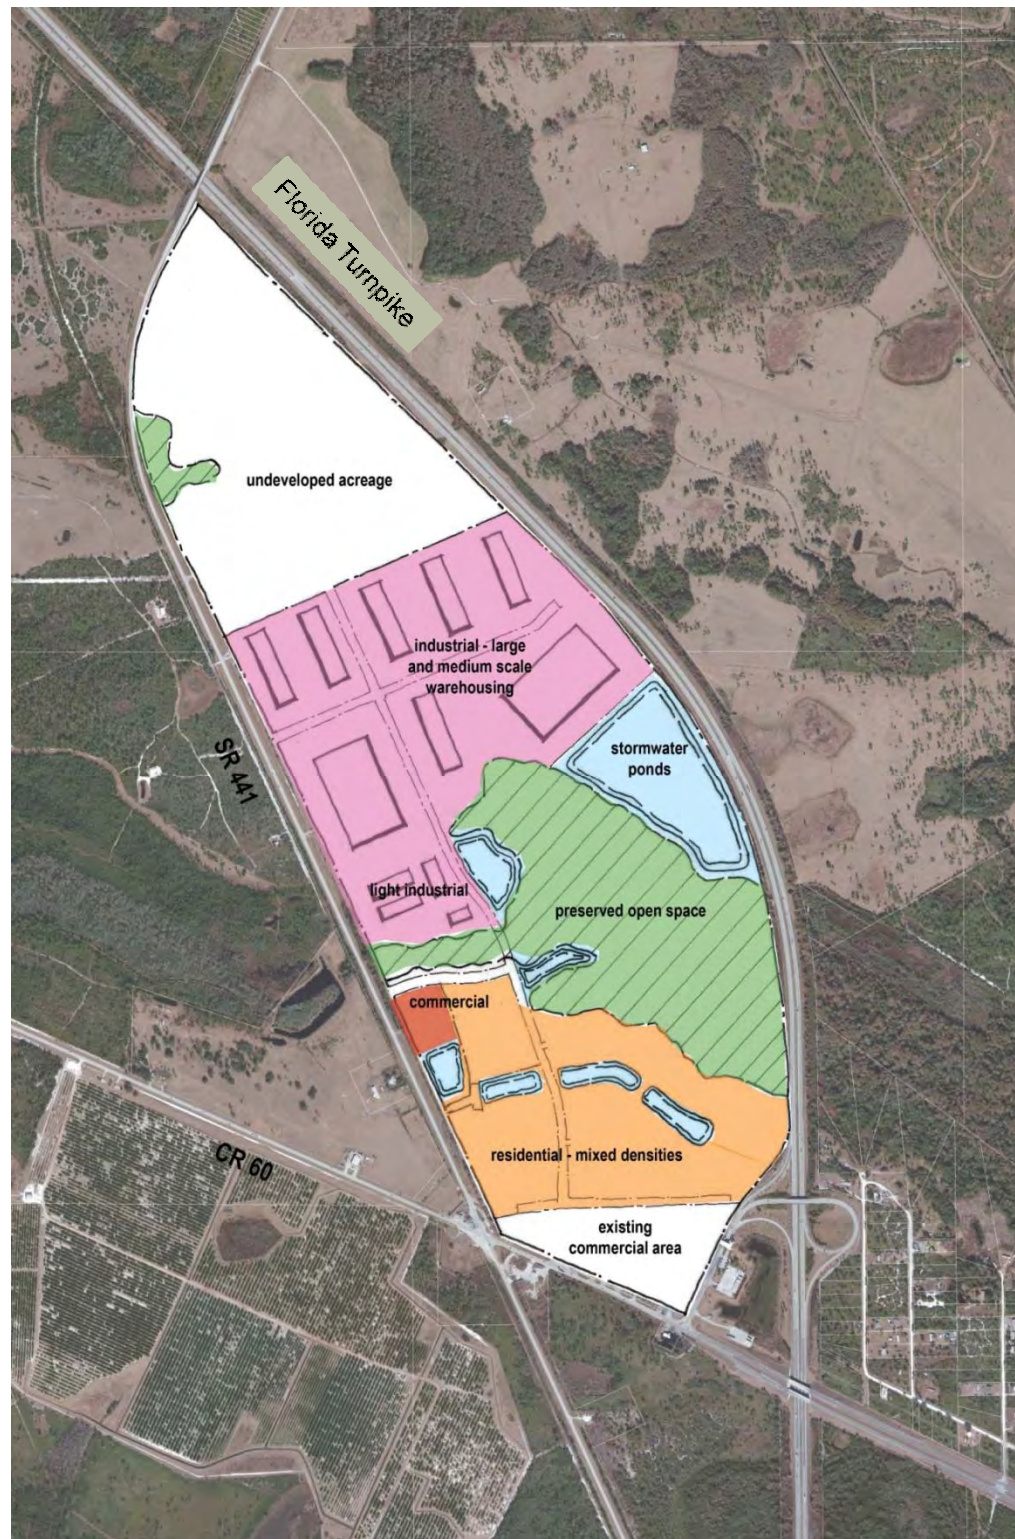 Florida Turnpike
undeveloped acreage
industrial - large
and medium scale
warehousing
SR 441
stormwater
ponds
light industrial
preserved open space
commercial
CR 60
residential - mixed densities
existing
commercial area